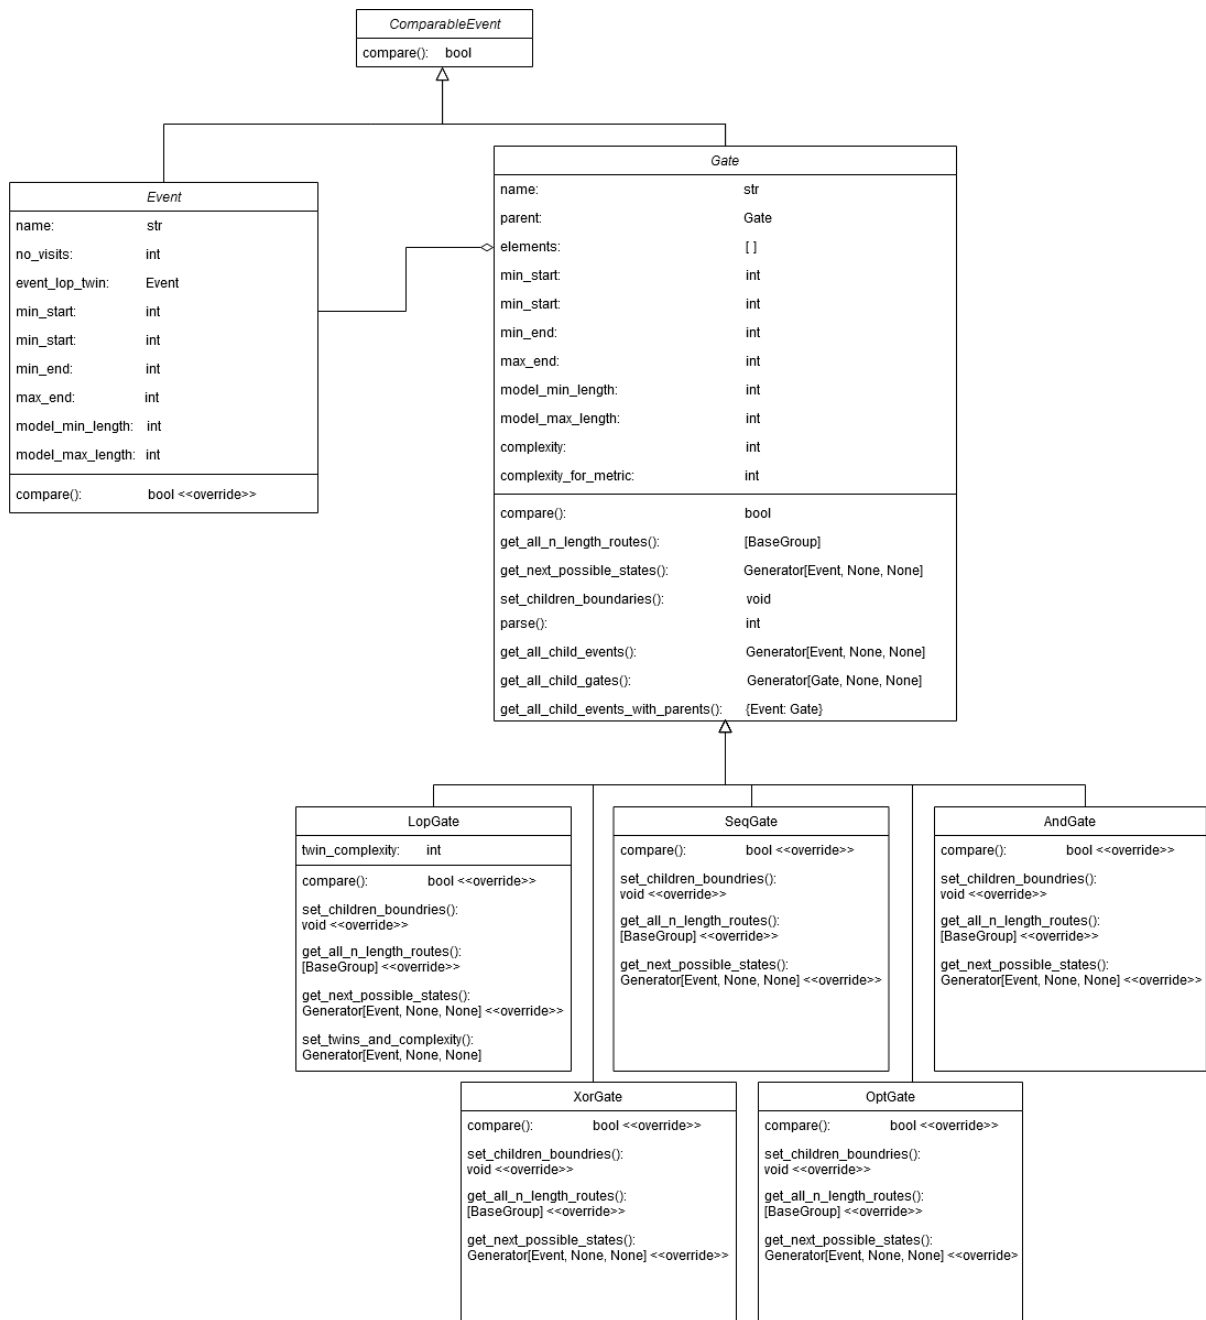 ComparableEvent
compare(): bool
Event
name: str
no_visits: int
event_lop_twin: Event
min_start: int
min_start: int
min_end: int
max_end: int
model_min_length: int
model_max_length: int
compare(): bool <<override>>
Gate
name: str
parent: Gate
elements: [ ]
min_start: int
min_start: int
min_end: int
max_end: int
model_min_length: int
model_max_length: int
complexity: int
complexity_for_metric: int
compare(): bool
get_all_n_length_routes(): [BaseGroup]
get_next_possible_states(): Generator[Event, None, None]
set_children_boundaries(): void
parse(): int
get_all_child_events(): Generator[Event, None, None]
get_all_child_gates(): Generator[Gate, None, None]
get_all_child_events_with_parents(): {Event: Gate}
LopGate
twin_complexity: int
compare(): bool <<override>>
set_children_boundries():
void <<override>>
get_all_n_length_routes():
[BaseGroup] <<override>>
get_next_possible_states():
Generator[Event, None, None] <<override>>
set_twins_and_complexity():
Generator[Event, None, None]
SeqGate
compare(): bool <<override>>
set_children_boundries():
void <<override>>
get_all_n_length_routes():
[BaseGroup] <<override>>
get_next_possible_states():
Generator[Event, None, None] <<override>>
AndGate
compare(): bool <<override>>
set_children_boundries():
void <<override>>
get_all_n_length_routes():
[BaseGroup] <<override>>
get_next_possible_states():
Generator[Event, None, None] <<override>>
XorGate
compare(): bool <<override>>
set_children_boundries():
void <<override>>
get_all_n_length_routes():
[BaseGroup] <<override>>
get_next_possible_states():
Generator[Event, None, None] <<override>>
OptGate
compare(): bool <<override>>
set_children_boundries():
void <<override>>
get_all_n_length_routes():
[BaseGroup] <<override>>
get_next_possible_states():
Generator[Event, None, None] <<override>